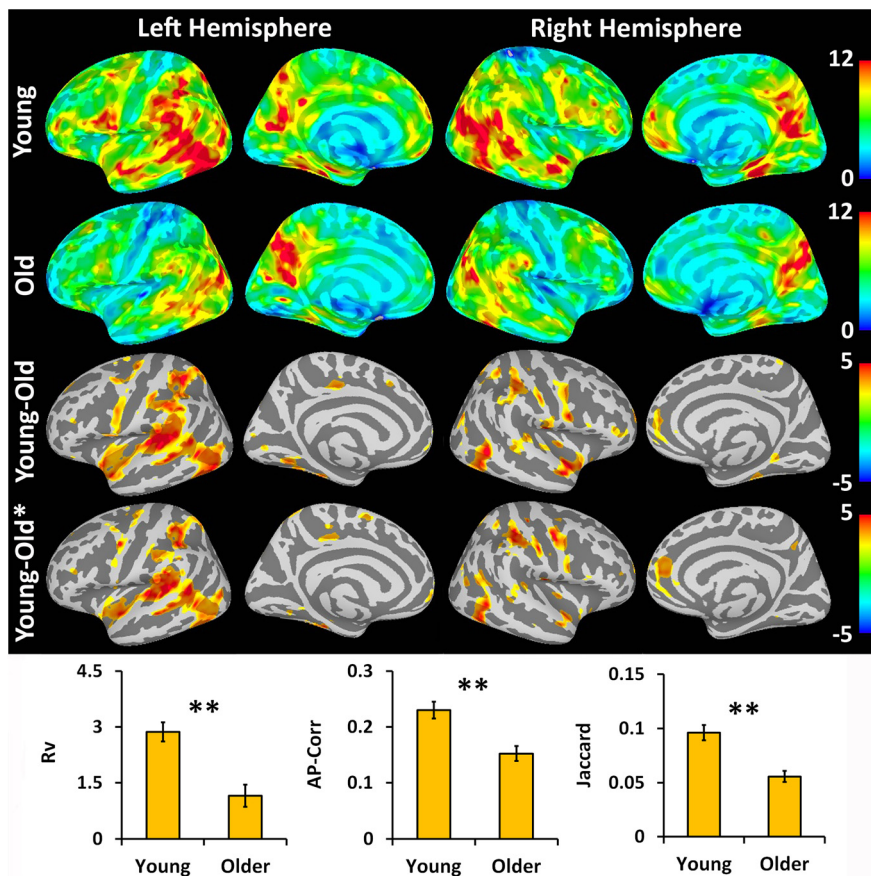 Left Hemisphere Right Hemisphere
Young
12
0
Old
12
0
Young-Old
5
-5
Young-Old*
5
-5
Rv
4.5
3
1.5
0
**
Young Older
AP-Corr
0.3
0.2
0.1
0
**
Young Older
Jaccard
0.15
0.1
0.05
0
**
Young Older